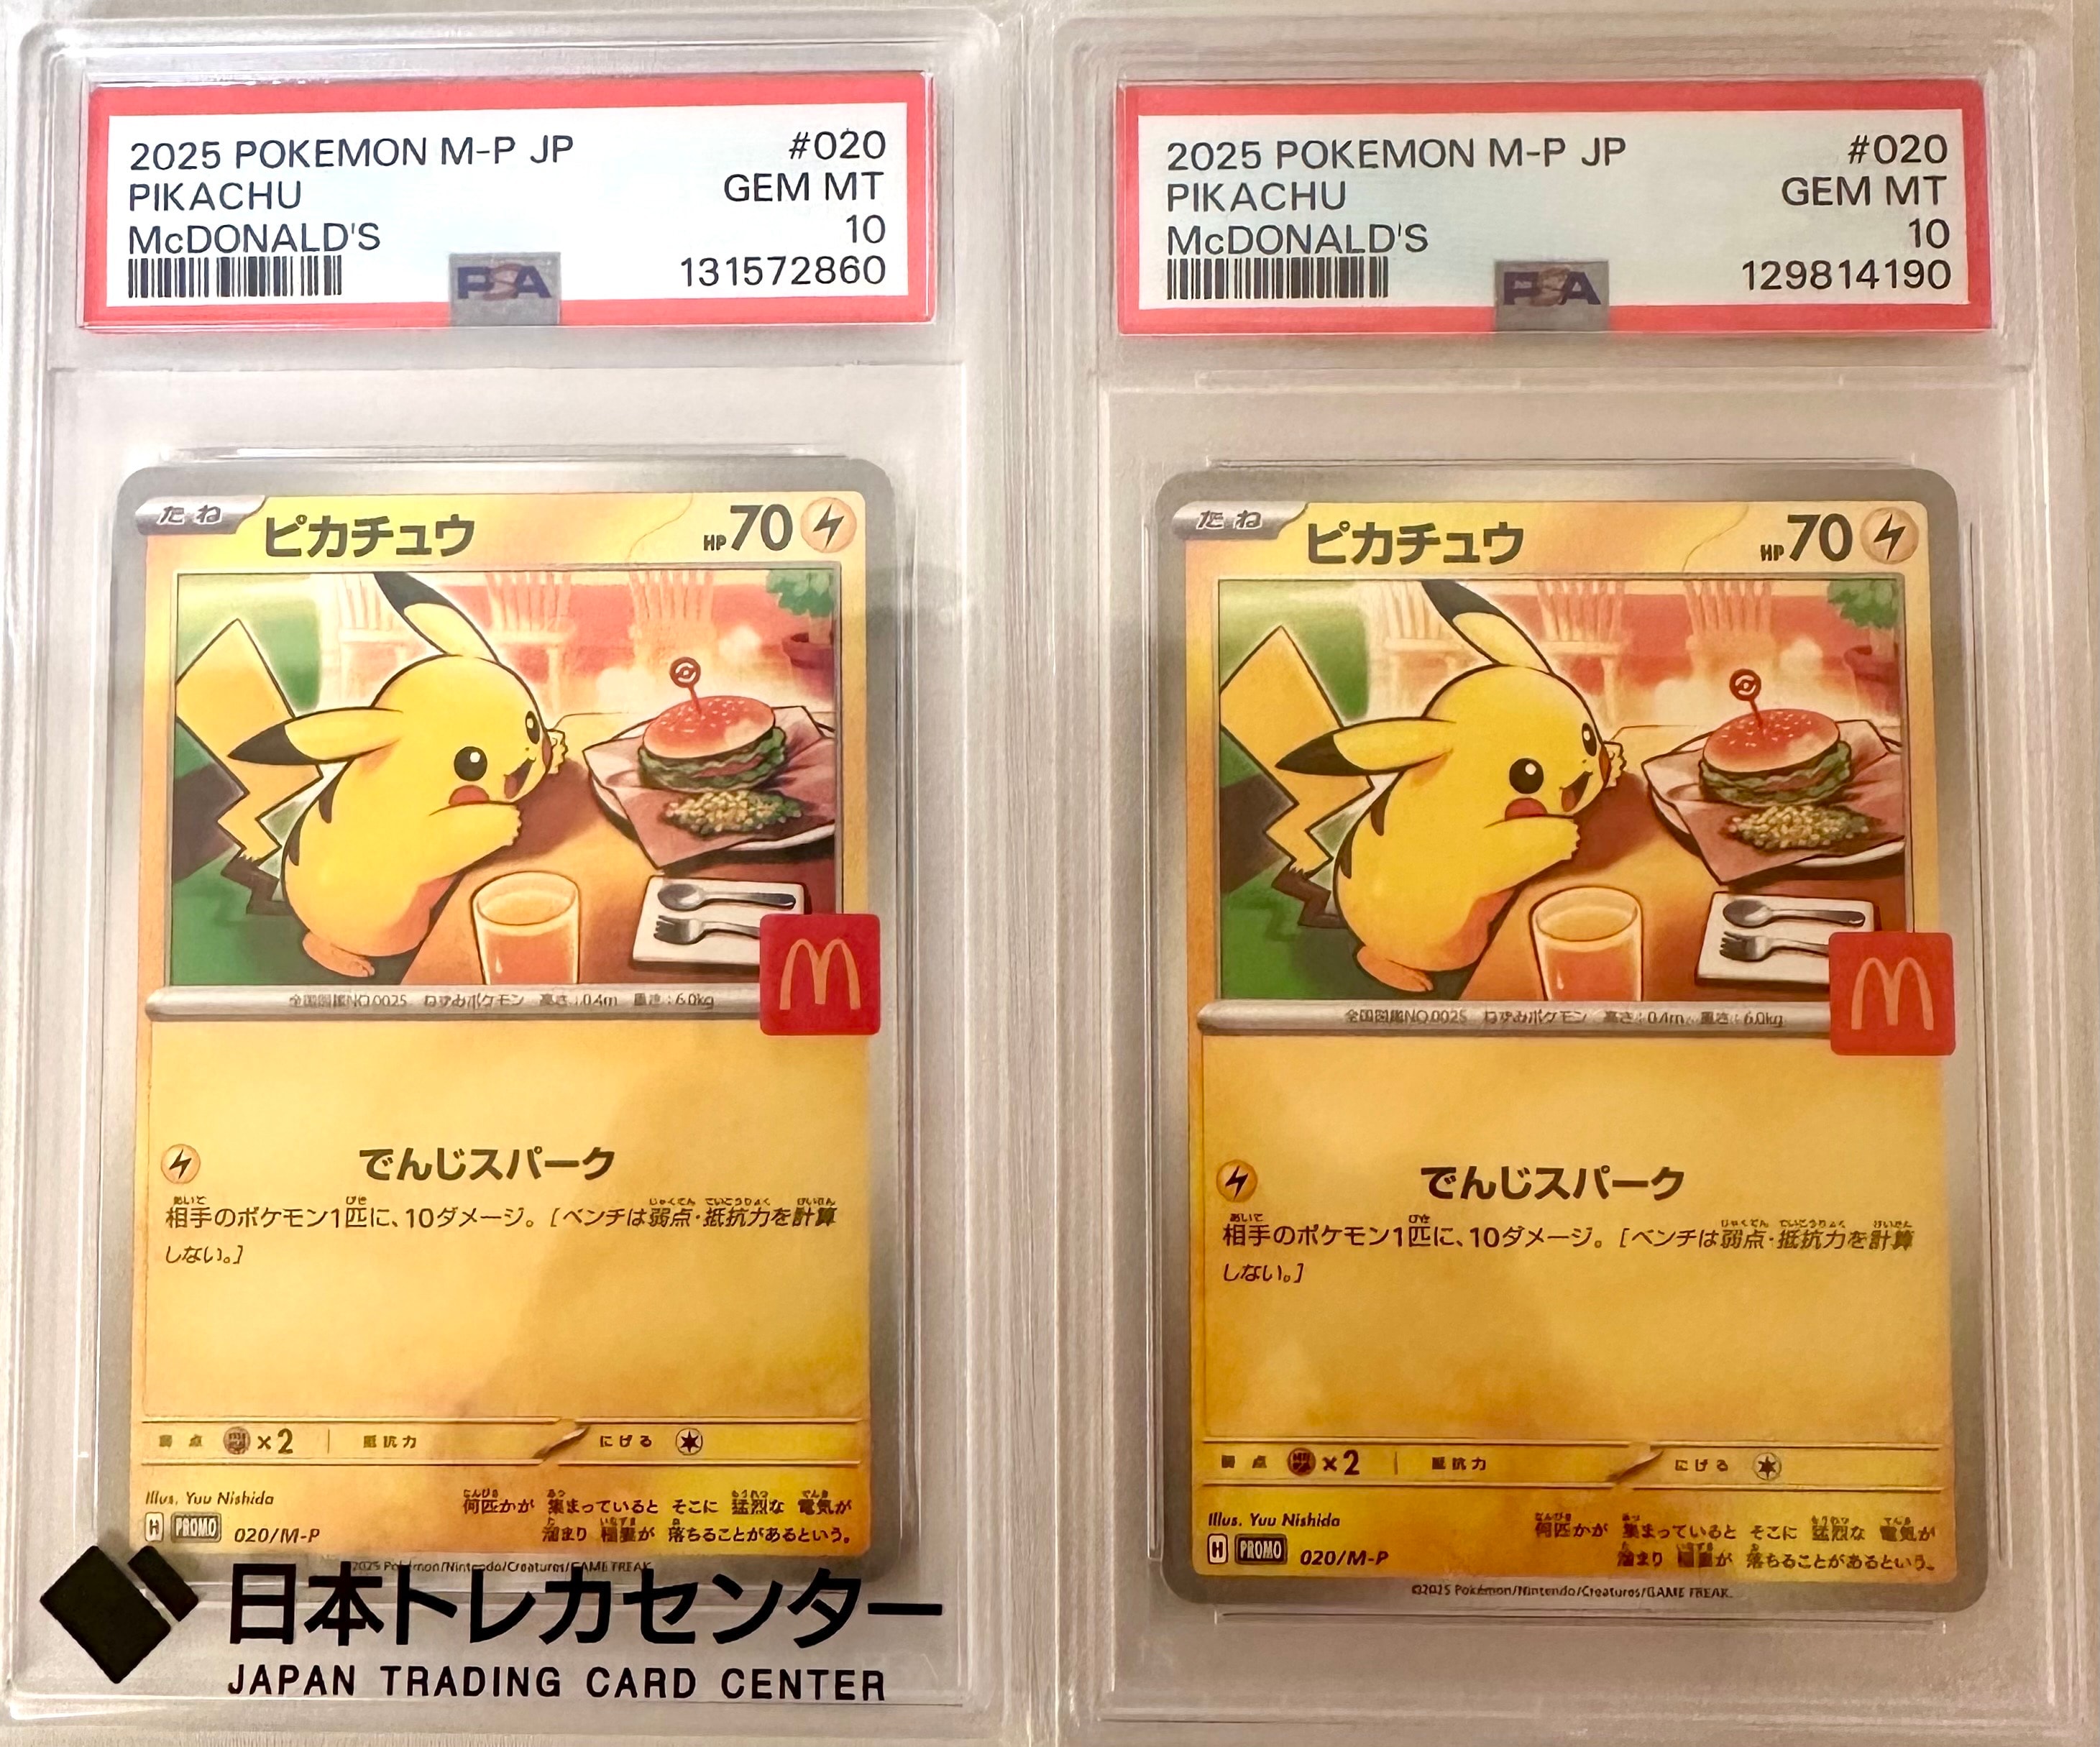 2025 POKEMON M-P JP #020
PIKACHU GEM MT
McDONALD'S 10
131572860
PSA
たね ピカチュウ HP70
全国図鑑NO.0025 ねずみポケモン 高さ:0.4m 重さ:6.0kg
でんじスパーク
相手のポケモン1匹に、10ダメージ。[ベンチは弱点・抵抗力を計算
しない。]
弱点 ×2 抵抗力 にげる
Illus. Yuu Nishida
何匹かが 集まっていると そこに 猛烈な 電気が
溜まり 稲妻が 落ちることがあるという。
H PROMO 020/M-P
©2025 Pokémon/Nintendo/Creatures/GAME FREAK.
日本トレカセンター
JAPAN TRADING CARD CENTER
2025 POKEMON M-P JP #020
PIKACHU GEM MT
McDONALD'S 10
129814190
PSA
たね ピカチュウ HP70
全国図鑑NO.0025 ねずみポケモン 高さ:0.4m 重さ:6.0kg
でんじスパーク
相手のポケモン1匹に、10ダメージ。[ベンチは弱点・抵抗力を計算
しない。]
弱点 ×2 抵抗力 にげる
Illus. Yuu Nishida
何匹かが 集まっていると そこに 猛烈な 電気が
溜まり 稲妻が 落ちることがあるという。
H PROMO 020/M-P
©2025 Pokémon/Nintendo/Creatures/GAME FREAK.